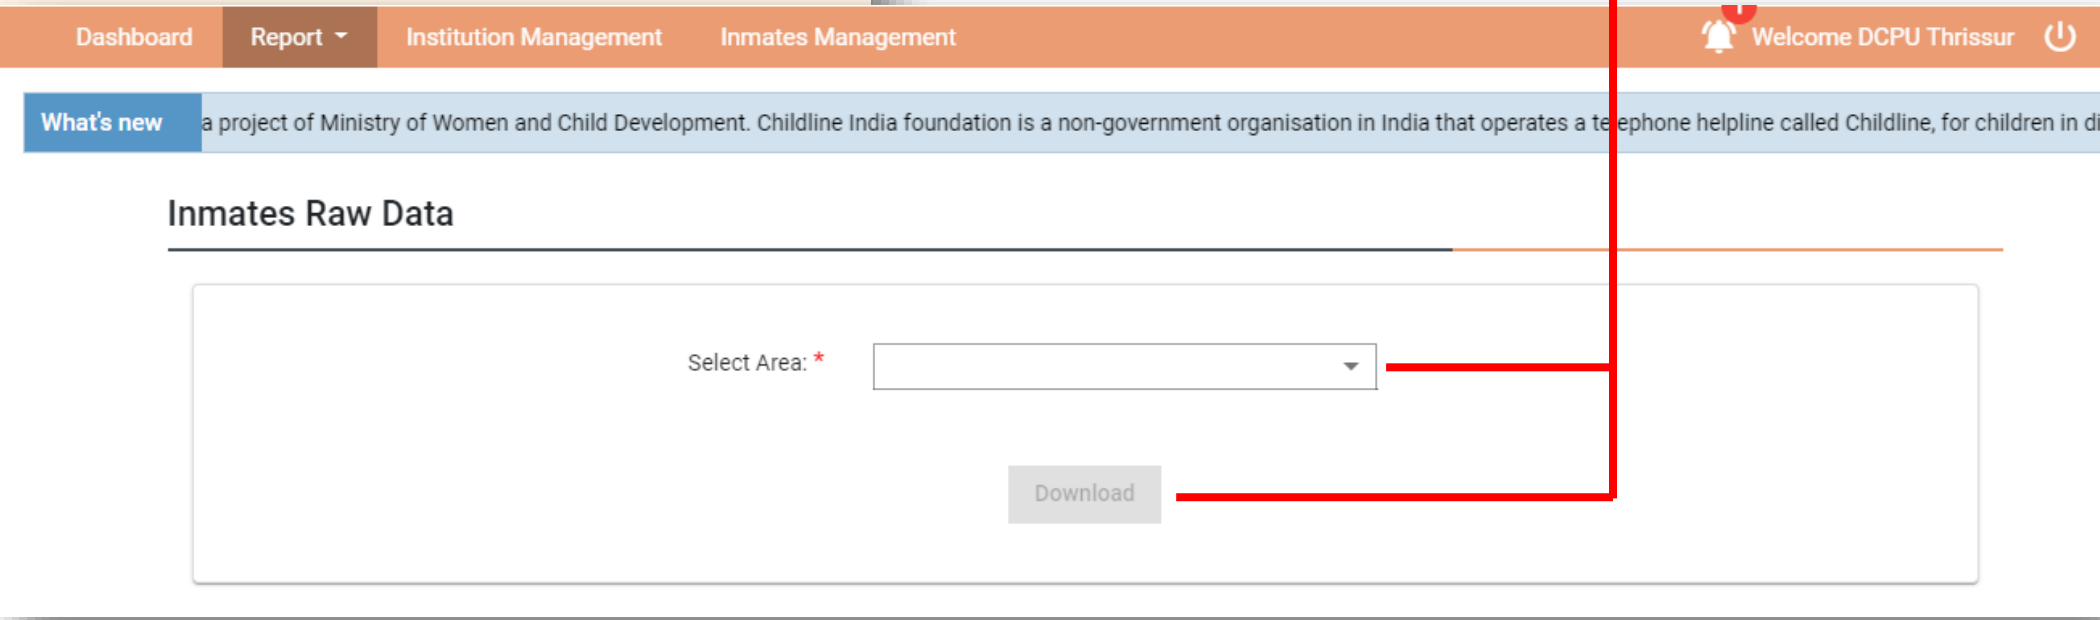 Dashboard Report Institution Management Inmates Management Welcome DCPU Thrissur
What's new a project of Ministry of Women and Child Development. Childline India foundation is a non-government organisation in India that operates a telephone helpline called Childline, for children in di
Inmates Raw Data
Select Area: *
Download